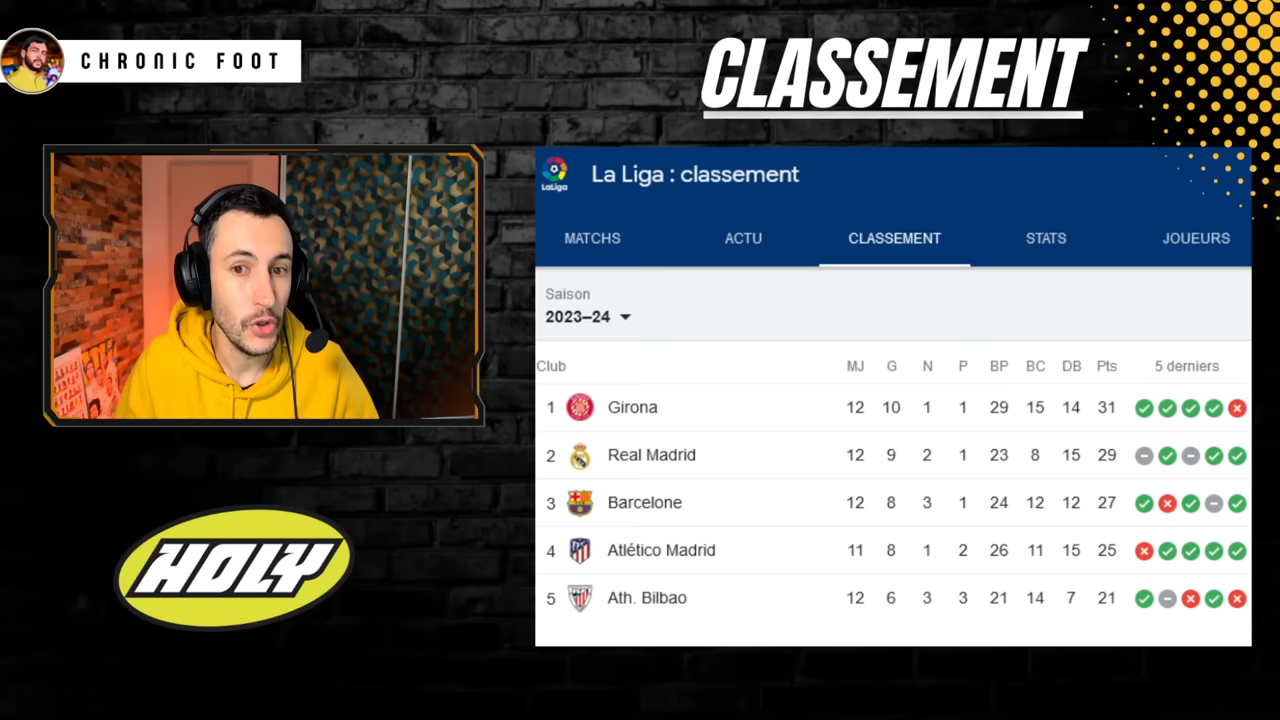 CHRONIC FOOT
CLASSEMENT
LaLiga
La Liga : classement
MATCHS ACTU CLASSEMENT STATS JOUEURS
Saison
2023–24
Club MJ G N P BP BC DB Pts 5 derniers
1 Girona 12 10 1 1 29 15 14 31
2 Real Madrid 12 9 2 1 23 8 15 29
3 Barcelone 12 8 3 1 24 12 12 27
4 Atlético Madrid 11 8 1 2 26 11 15 25
5 Ath. Bilbao 12 6 3 3 21 14 7 21
HOLY